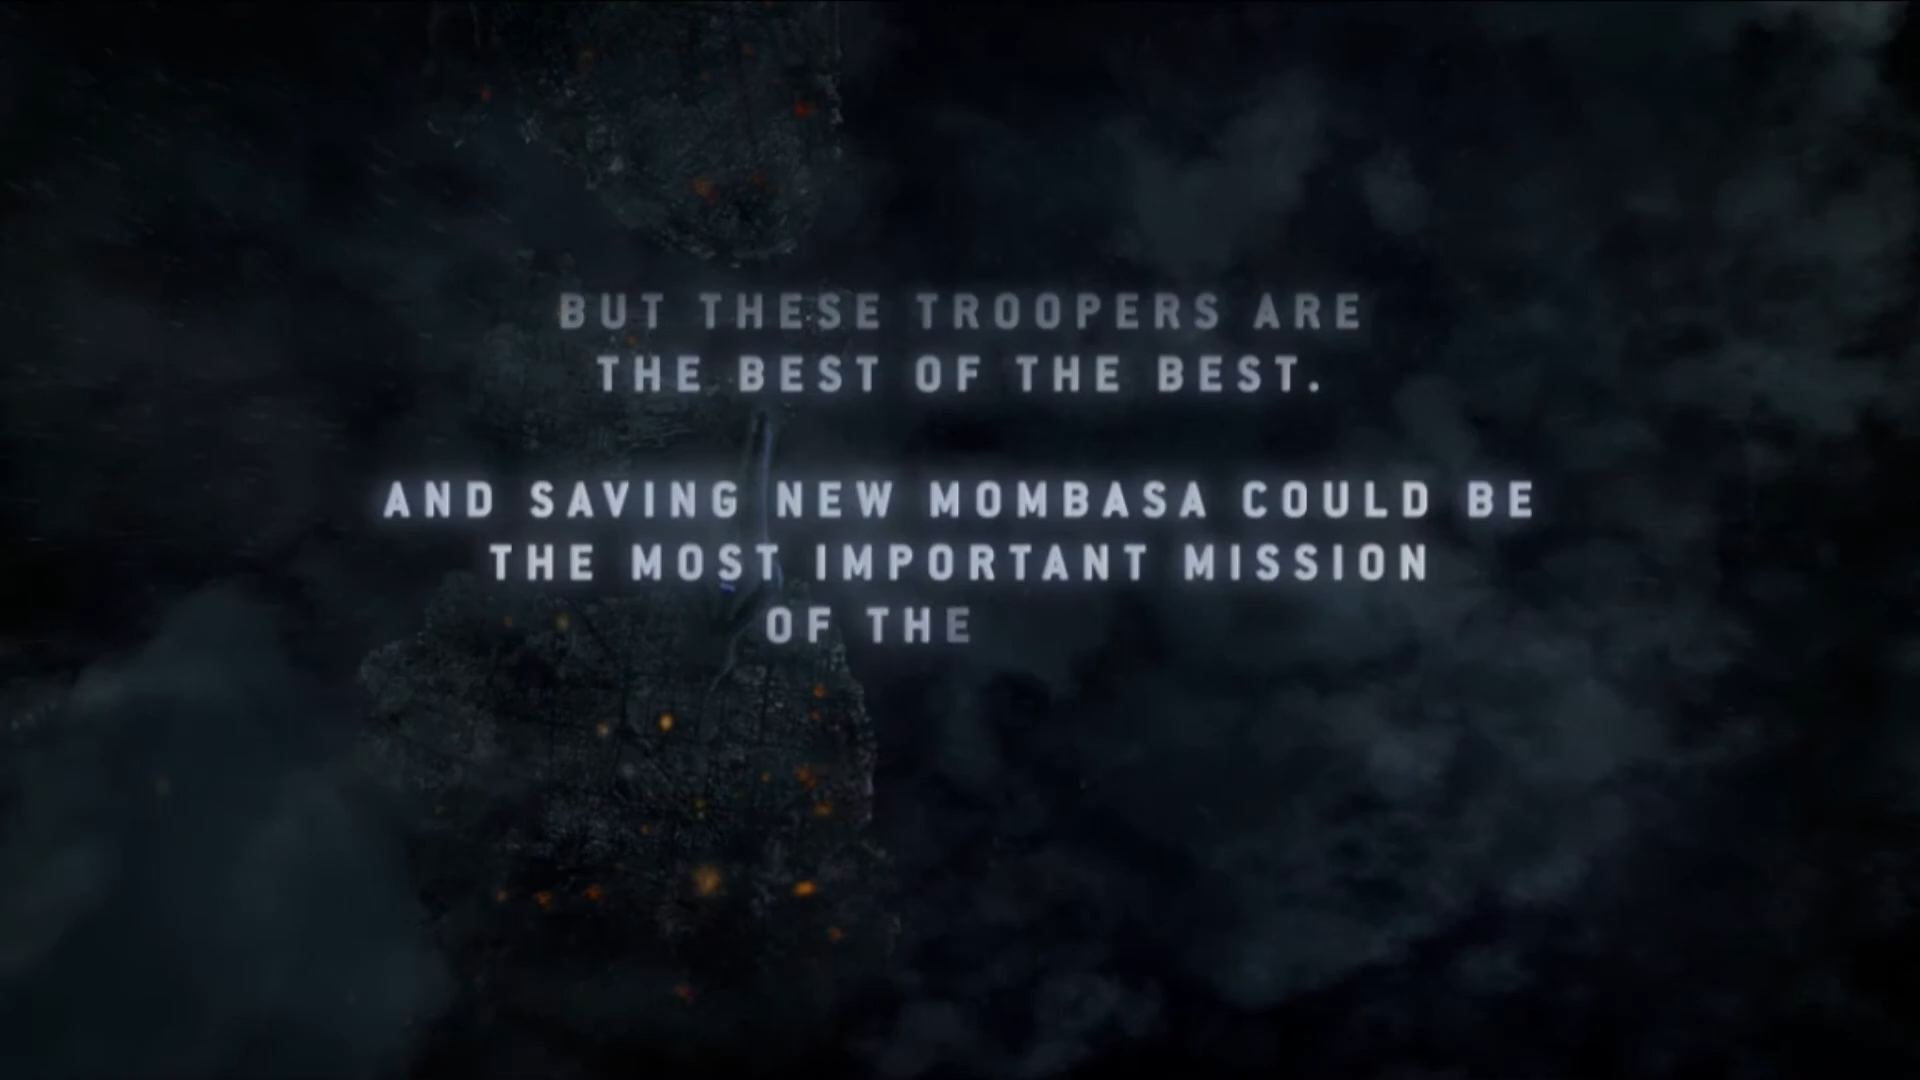 BUT THESE TROOPERS ARE
THE BEST OF THE BEST.
AND SAVING NEW MOMBASA COULD BE
THE MOST IMPORTANT MISSION
OF THE